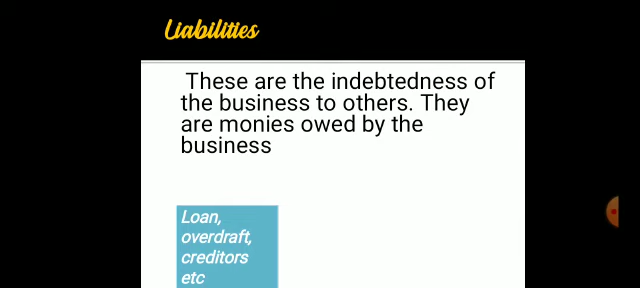 Liabilities
These are the indebtedness of
the business to others. They
are monies owed by the
business
Loan,
overdraft,
creditors
etc